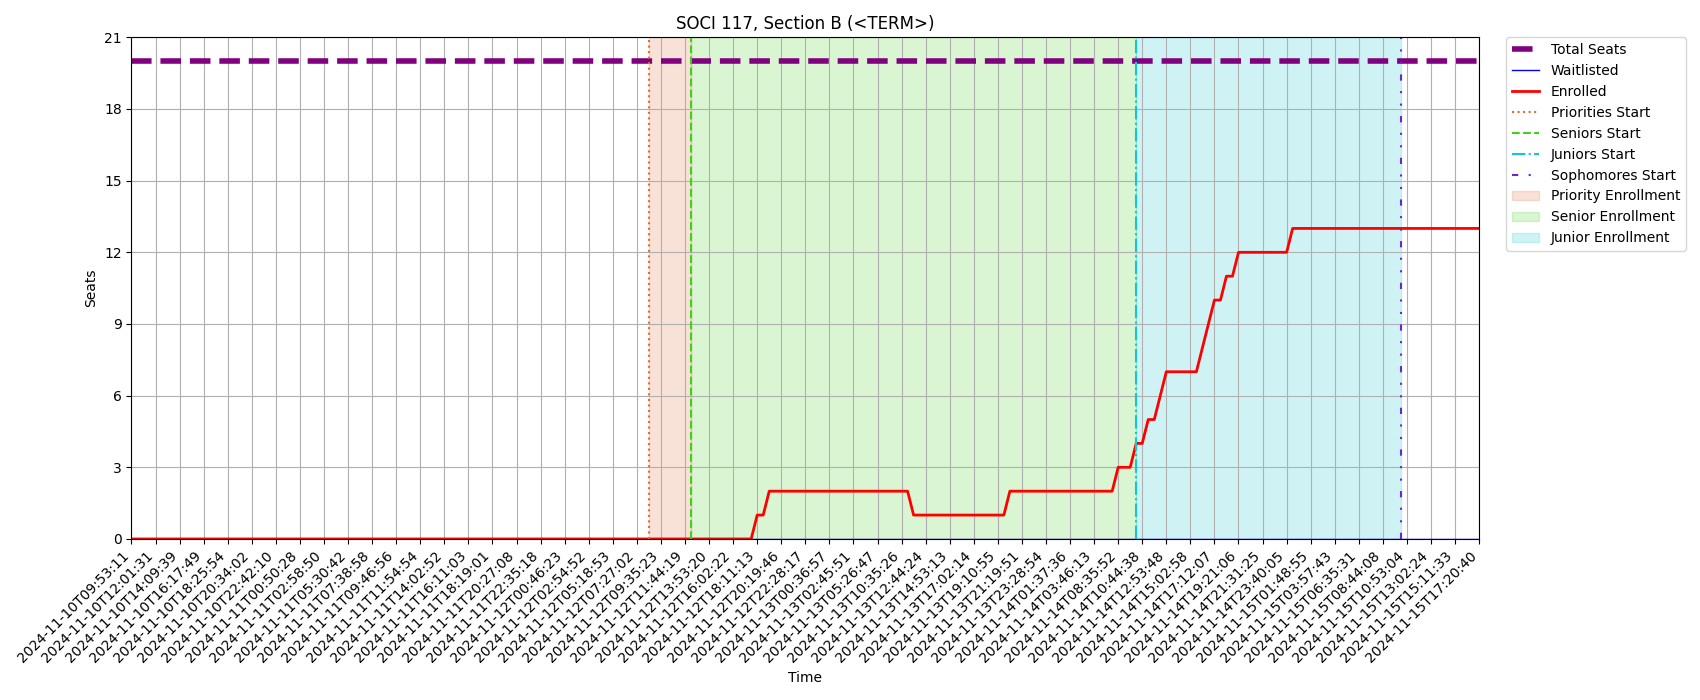 SOCI 117, Section B (<TERM>)
21
18
15
12
9
6
3
0
Seats
2024-11-10T09:53:11
2024-11-10T12:01:31
2024-11-10T14:09:39
2024-11-10T16:17:49
2024-11-10T18:25:54
2024-11-10T20:34:02
2024-11-10T22:42:10
2024-11-11T00:50:28
2024-11-11T02:58:50
2024-11-11T05:30:42
2024-11-11T07:38:58
2024-11-11T09:46:56
2024-11-11T11:54:54
2024-11-11T14:02:52
2024-11-11T16:11:03
2024-11-11T18:19:01
2024-11-11T20:27:08
2024-11-11T22:35:18
2024-11-12T00:46:23
2024-11-12T02:54:52
2024-11-12T05:18:53
2024-11-12T07:27:02
2024-11-12T09:35:23
2024-11-12T11:44:19
2024-11-12T13:53:20
2024-11-12T16:02:22
2024-11-12T18:11:13
2024-11-12T20:19:46
2024-11-12T22:28:17
2024-11-13T00:36:57
2024-11-13T02:45:51
2024-11-13T05:26:47
2024-11-13T10:35:26
2024-11-13T12:44:24
2024-11-13T14:53:13
2024-11-13T17:02:14
2024-11-13T19:10:55
2024-11-13T21:19:51
2024-11-13T23:28:54
2024-11-14T01:37:36
2024-11-14T03:46:13
2024-11-14T08:35:52
2024-11-14T10:44:38
2024-11-14T12:53:48
2024-11-14T15:02:58
2024-11-14T17:12:07
2024-11-14T19:21:06
2024-11-14T21:31:25
2024-11-14T23:40:05
2024-11-15T01:48:55
2024-11-15T03:57:43
2024-11-15T06:35:31
2024-11-15T08:44:08
2024-11-15T10:53:04
2024-11-15T13:02:24
2024-11-15T15:11:33
2024-11-15T17:20:40
Time
Total Seats
Waitlisted
Enrolled
Priorities Start
Seniors Start
Juniors Start
Sophomores Start
Priority Enrollment
Senior Enrollment
Junior Enrollment